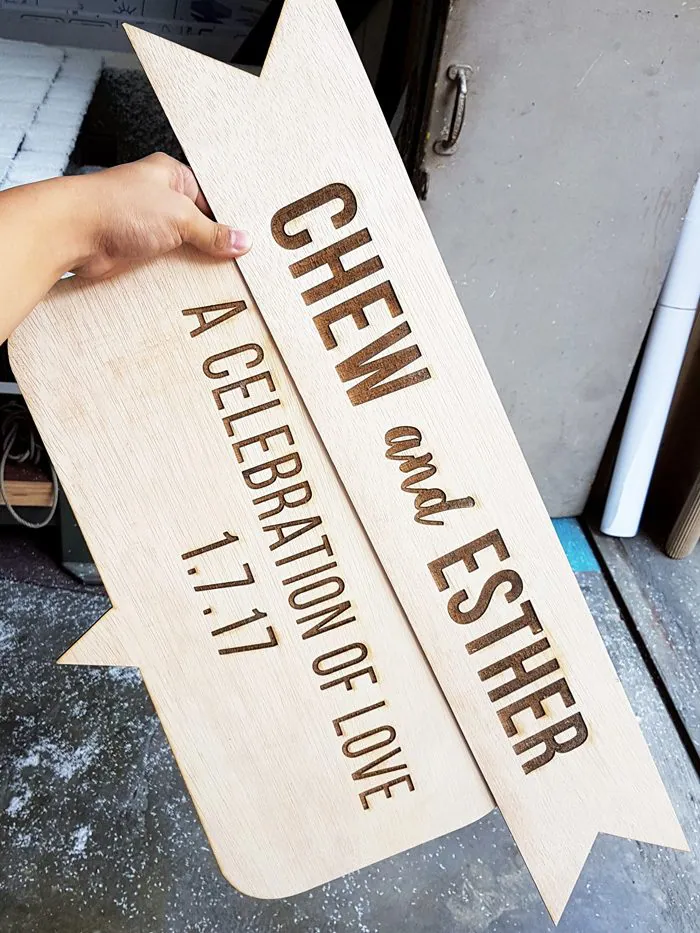 CHEW and ESTHER
A CELEBRATION OF LOVE
1.7.17